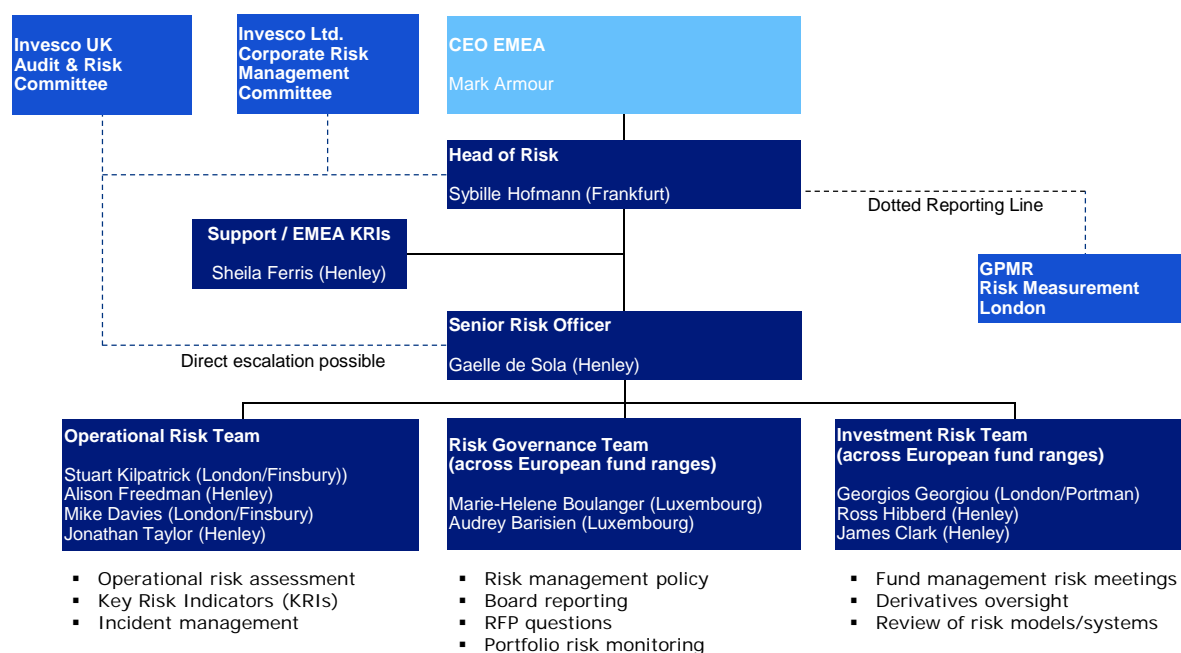 Invesco UK
Audit & Risk
Committee
Invesco Ltd.
Corporate Risk
Management
Committee
CEO EMEA
Mark Armour
Head of Risk
Sybille Hofmann (Frankfurt)
Dotted Reporting Line
Support / EMEA KRIs
Sheila Ferris (Henley)
GPMR
Risk Measurement
London
Senior Risk Officer
Gaelle de Sola (Henley)
Direct escalation possible
Operational Risk Team
Stuart Kilpatrick (London/Finsbury))
Alison Freedman (Henley)
Mike Davies (London/Finsbury)
Jonathan Taylor (Henley)
Risk Governance Team
(across European fund ranges)
Marie-Helene Boulanger (Luxembourg)
Audrey Barisien (Luxembourg)
Investment Risk Team
(across European fund ranges)
Georgios Georgiou (London/Portman)
Ross Hibberd (Henley)
James Clark (Henley)
▪ Operational risk assessment
▪ Key Risk Indicators (KRIs)
▪ Incident management
▪ Risk management policy
▪ Board reporting
▪ RFP questions
▪ Portfolio risk monitoring
▪ Fund management risk meetings
▪ Derivatives oversight
▪ Review of risk models/systems